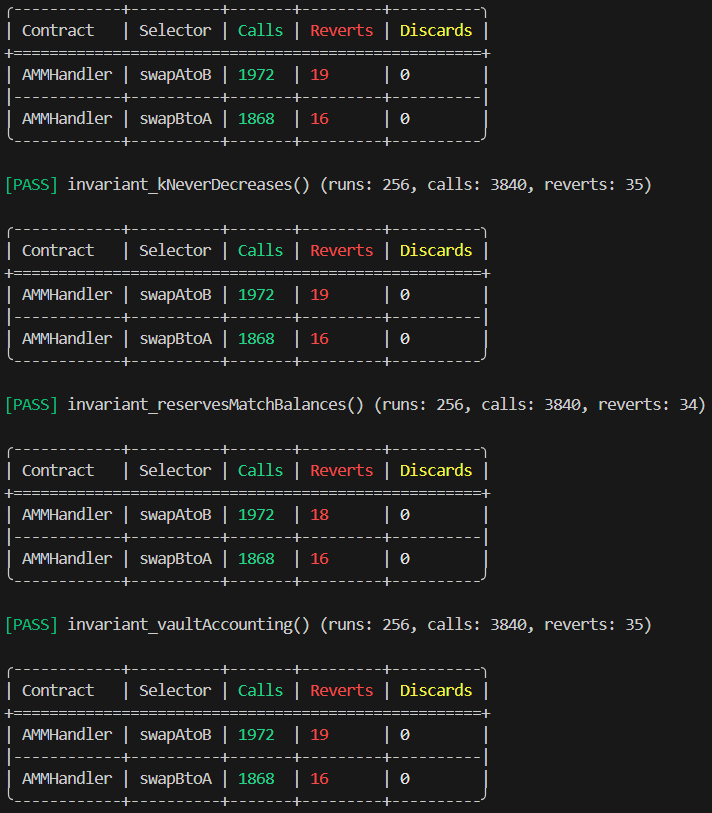 ╭------------+----------+-------+---------+----------╮
| Contract   | Selector | Calls | Reverts | Discards |
+====================================================+
| AMMHandler | swapAtoB | 1972  | 19      | 0        |
|------------+----------+-------+---------+----------|
| AMMHandler | swapBtoA | 1868  | 16      | 0        |
╰------------+----------+-------+---------+----------╯
[PASS] invariant_kNeverDecreases() (runs: 256, calls: 3840, reverts: 35)
╭------------+----------+-------+---------+----------╮
| Contract   | Selector | Calls | Reverts | Discards |
+====================================================+
| AMMHandler | swapAtoB | 1972  | 19      | 0        |
|------------+----------+-------+---------+----------|
| AMMHandler | swapBtoA | 1868  | 16      | 0        |
╰------------+----------+-------+---------+----------╯
[PASS] invariant_reservesMatchBalances() (runs: 256, calls: 3840, reverts: 34)
╭------------+----------+-------+---------+----------╮
| Contract   | Selector | Calls | Reverts | Discards |
+====================================================+
| AMMHandler | swapAtoB | 1972  | 18      | 0        |
|------------+----------+-------+---------+----------|
| AMMHandler | swapBtoA | 1868  | 16      | 0        |
╰------------+----------+-------+---------+----------╯
[PASS] invariant_vaultAccounting() (runs: 256, calls: 3840, reverts: 35)
╭------------+----------+-------+---------+----------╮
| Contract   | Selector | Calls | Reverts | Discards |
+====================================================+
| AMMHandler | swapAtoB | 1972  | 19      | 0        |
|------------+----------+-------+---------+----------|
| AMMHandler | swapBtoA | 1868  | 16      | 0        |
╰------------+----------+-------+---------+----------╯